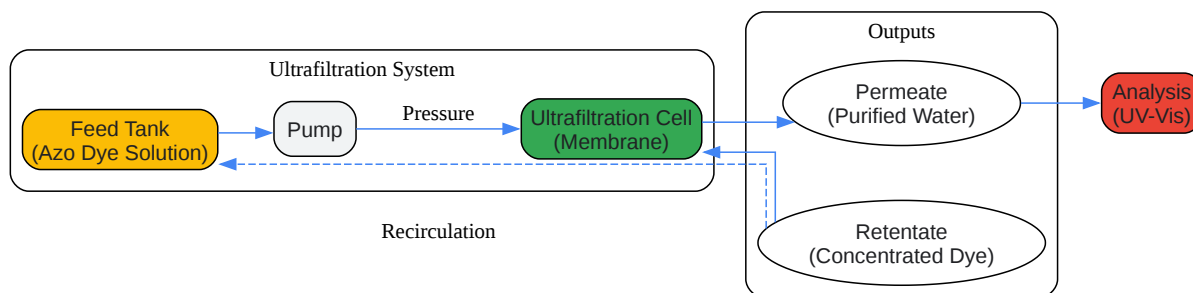 Outputs
Ultrafiltration System
Permeate
(Purified Water)
Analysis
(UV-Vis)
Feed Tank
(Azo Dye Solution)
Pump
Pressure
Ultrafiltration Cell
(Membrane)
Recirculation
Retentate
(Concentrated Dye)